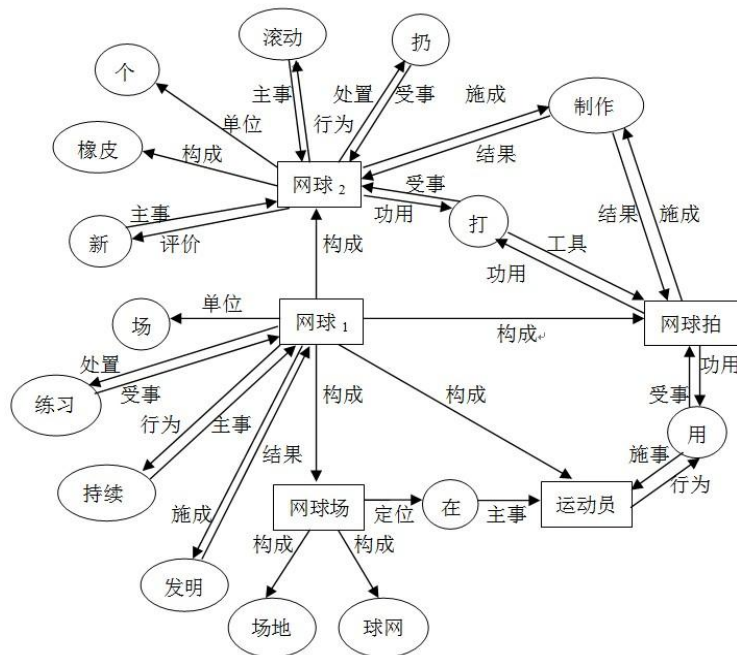 滚动
扔
个
主事
处置
受事
施成
制作
单位
行为
橡皮
构成
结果
网球 2
受事
主事
功用
打
结果
施成
新
评价
构成
工具
功用
单位
场
网球 1
网球拍
构成
处置
功用
练习
受事
构成
构成
受事
行为
主事
用
结果
施事
持续
网球场
定位
在
主事
运动员
行为
施成
构成
构成
发明
场地
球网